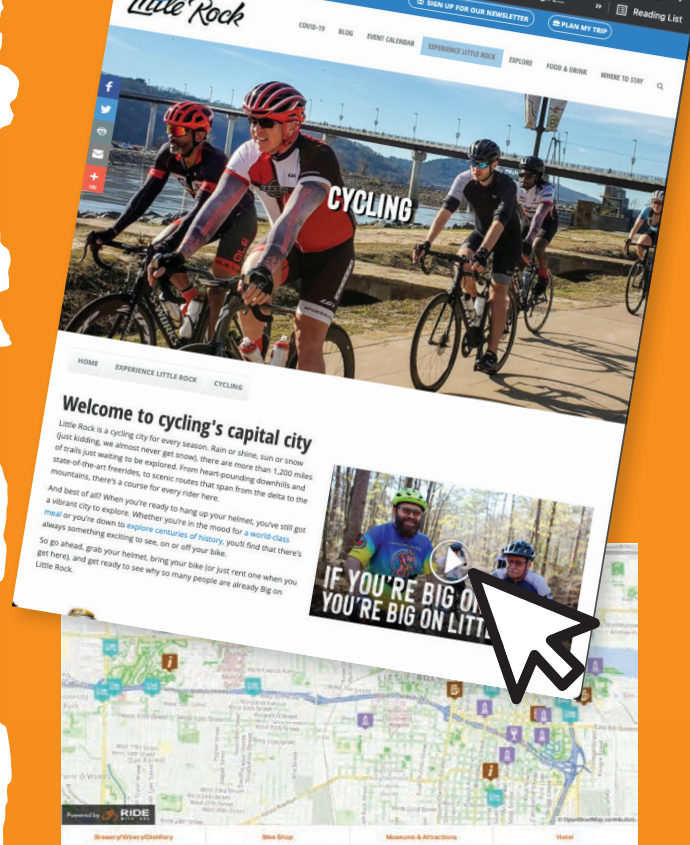 Little Rock
SIGN UP FOR OUR NEWSLETTER
PLAN MY TRIP
Reading List
COVID-19
BLOG
EVENT CALENDAR
EXPERIENCE LITTLE ROCK
EXPLORE
FOOD & DRINK
WHERE TO STAY
CYCLING
HOME
EXPERIENCE LITTLE ROCK
CYCLING
Welcome to cycling's capital city
Little Rock is a cycling city for every season. Rain or shine, sun or snow
(just kidding, we almost never get snow), there are more than 1,200 miles
of trails just waiting to be explored. From heart-pounding downhills and
state-of-the-art freerides, to scenic routes that span from the delta to the
mountains, there's a course for every rider here.
And best of all? When you're ready to hang up your helmet, you've still got
a vibrant city to explore. Whether you're in the mood for a world-class
meal or you're down to explore centuries of history, you'll find that there's
always something exciting to see, on or off your bike.
So go ahead, grab your helmet, bring your bike (or just rent one when you
get here), and get ready to see why so many people are already Big on
Little Rock.
IF YOU'RE BIG O
YOU'RE BIG ON LITT
Powered by RIDE
© OpenStreetMap contributors
Brewery/Winery/Distillery
Bike Shop
Museums & Attractions
Hotel